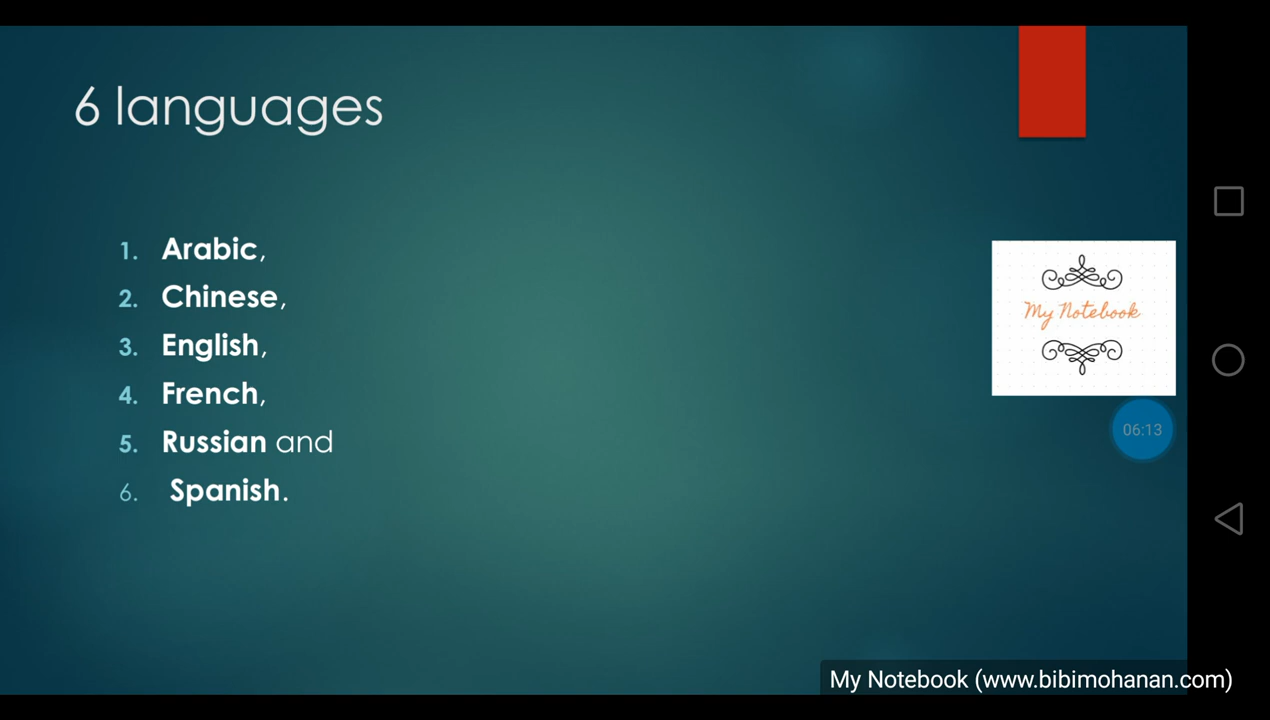 6 languages
1. Arabic,
2. Chinese,
3. English,
4. French,
5. Russian and
6. Spanish.
My Notebook
06:13
My Notebook (www.bibimohanan.com)